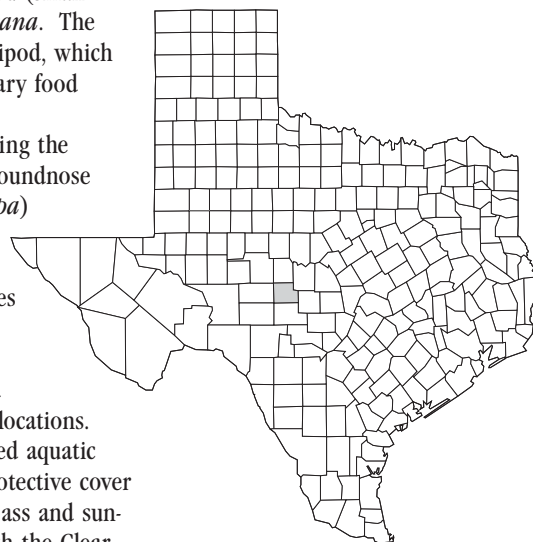 ana. The
ipod, which
ary food
ing the
oundnose
pa)
es
locations.
ed aquatic
otective cover
ass and sun-
h the Clear